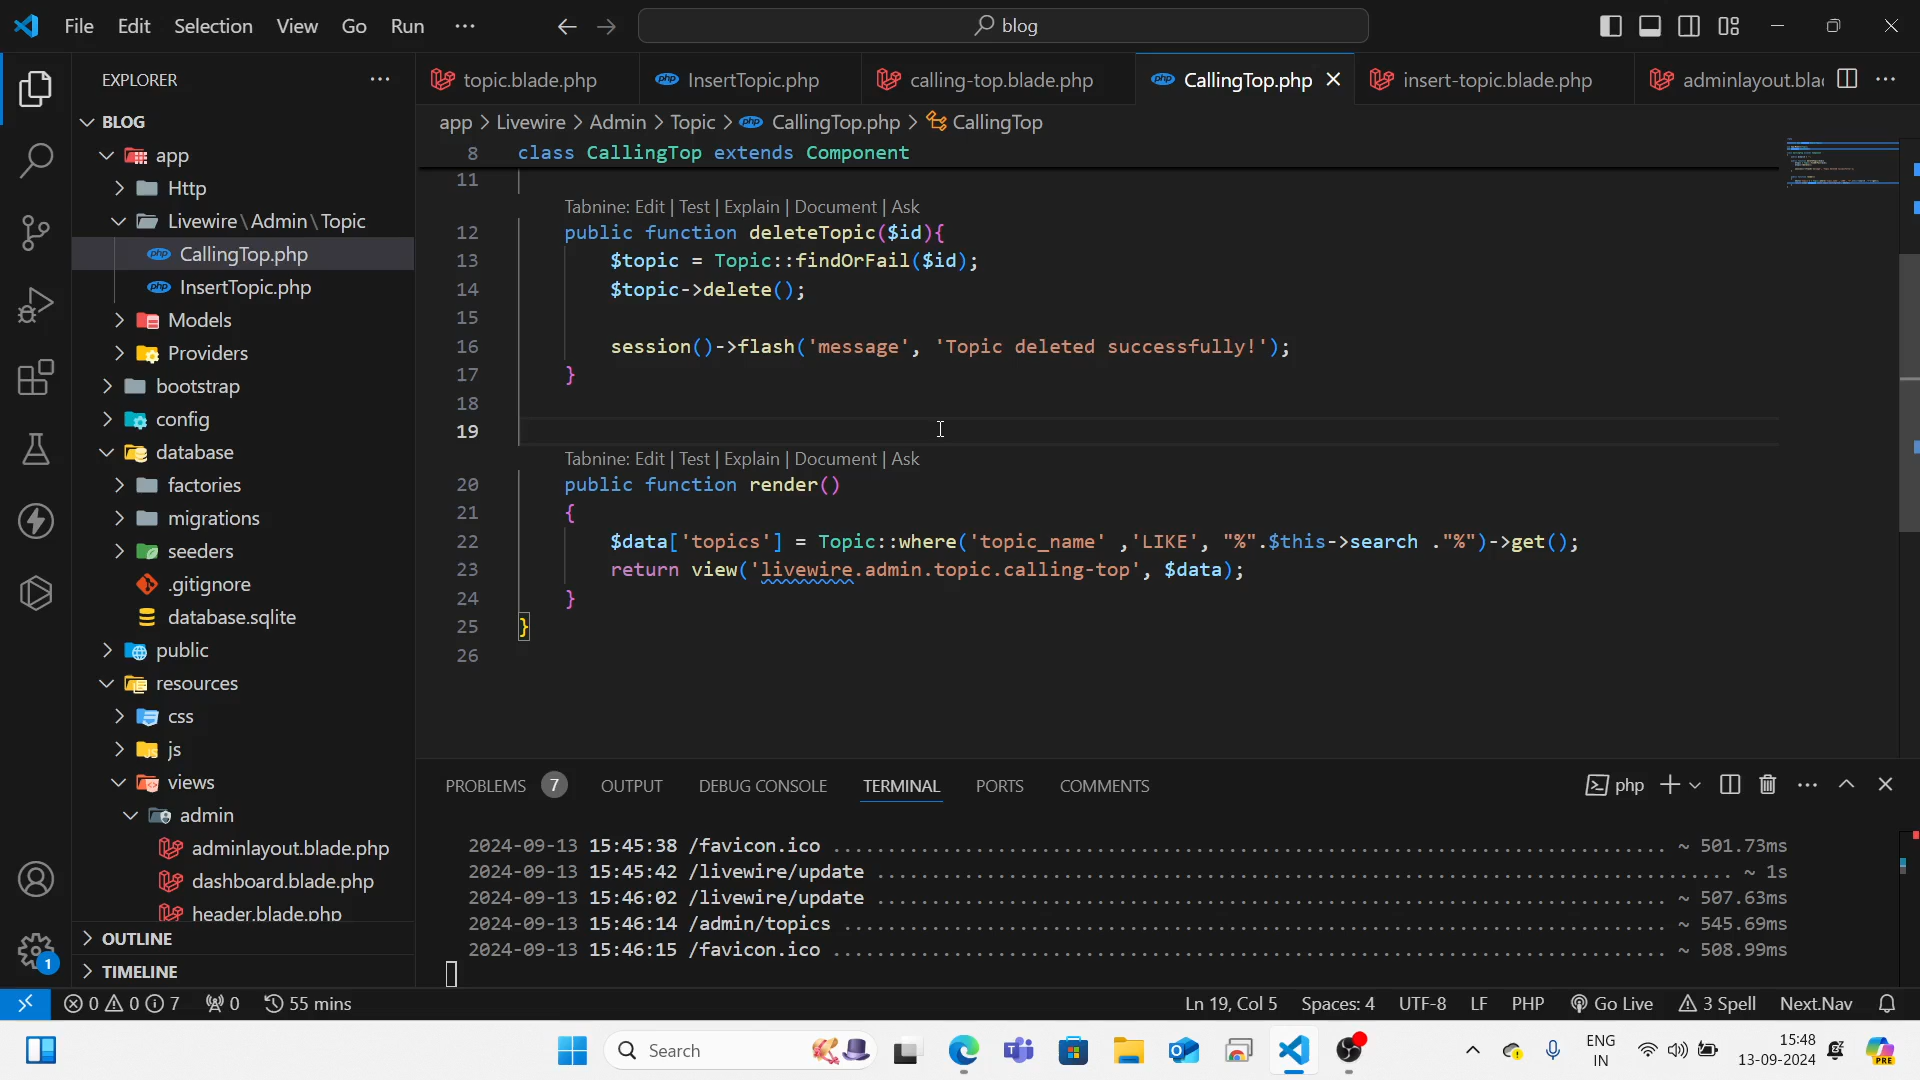 File Edit Selection View Go Run ··· blog
EXPLORER ···
topic.blade.php InsertTopic.php calling-top.blade.php CallingTop.php insert-topic.blade.php adminlayout.bla ···
app > Livewire > Admin > Topic > CallingTop.php > CallingTop
BLOG
app
Http
Livewire\Admin\Topic
CallingTop.php
InsertTopic.php
Models
Providers
bootstrap
config
database
factories
migrations
seeders
.gitignore
database.sqlite
public
resources
css
js
views
admin
adminlayout.blade.php
dashboard.blade.php
header.blade.php
OUTLINE
TIMELINE
8 class CallingTop extends Component
11
Tabnine: Edit | Test | Explain | Document | Ask
12 public function deleteTopic($id){
13 $topic = Topic::findOrFail($id);
14 $topic->delete();
15
16 session()->flash('message', 'Topic deleted successfully!');
17 }
18
19
Tabnine: Edit | Test | Explain | Document | Ask
20 public function render()
21 {
22 $data['topics'] = Topic::where('topic_name' ,'LIKE', "%".$this->search ."%")->get();
23 return view('livewire.admin.topic.calling-top', $data);
24 }
25 }
26
PROBLEMS 7 OUTPUT DEBUG CONSOLE TERMINAL PORTS COMMENTS php ···
2024-09-13 15:45:38 /favicon.ico ........ ~ 501.73ms
2024-09-13 15:45:42 /livewire/update ........ ~ 1s
2024-09-13 15:46:02 /livewire/update ........ ~ 507.63ms
2024-09-13 15:46:14 /admin/topics ........ ~ 545.69ms
2024-09-13 15:46:15 /favicon.ico ........ ~ 508.99ms
1
0 0 7 0 55 mins Ln 19, Col 5 Spaces: 4 UTF-8 LF PHP Go Live 3 Spell Next.Nav
Search ENG IN 15:48 13-09-2024 PRE